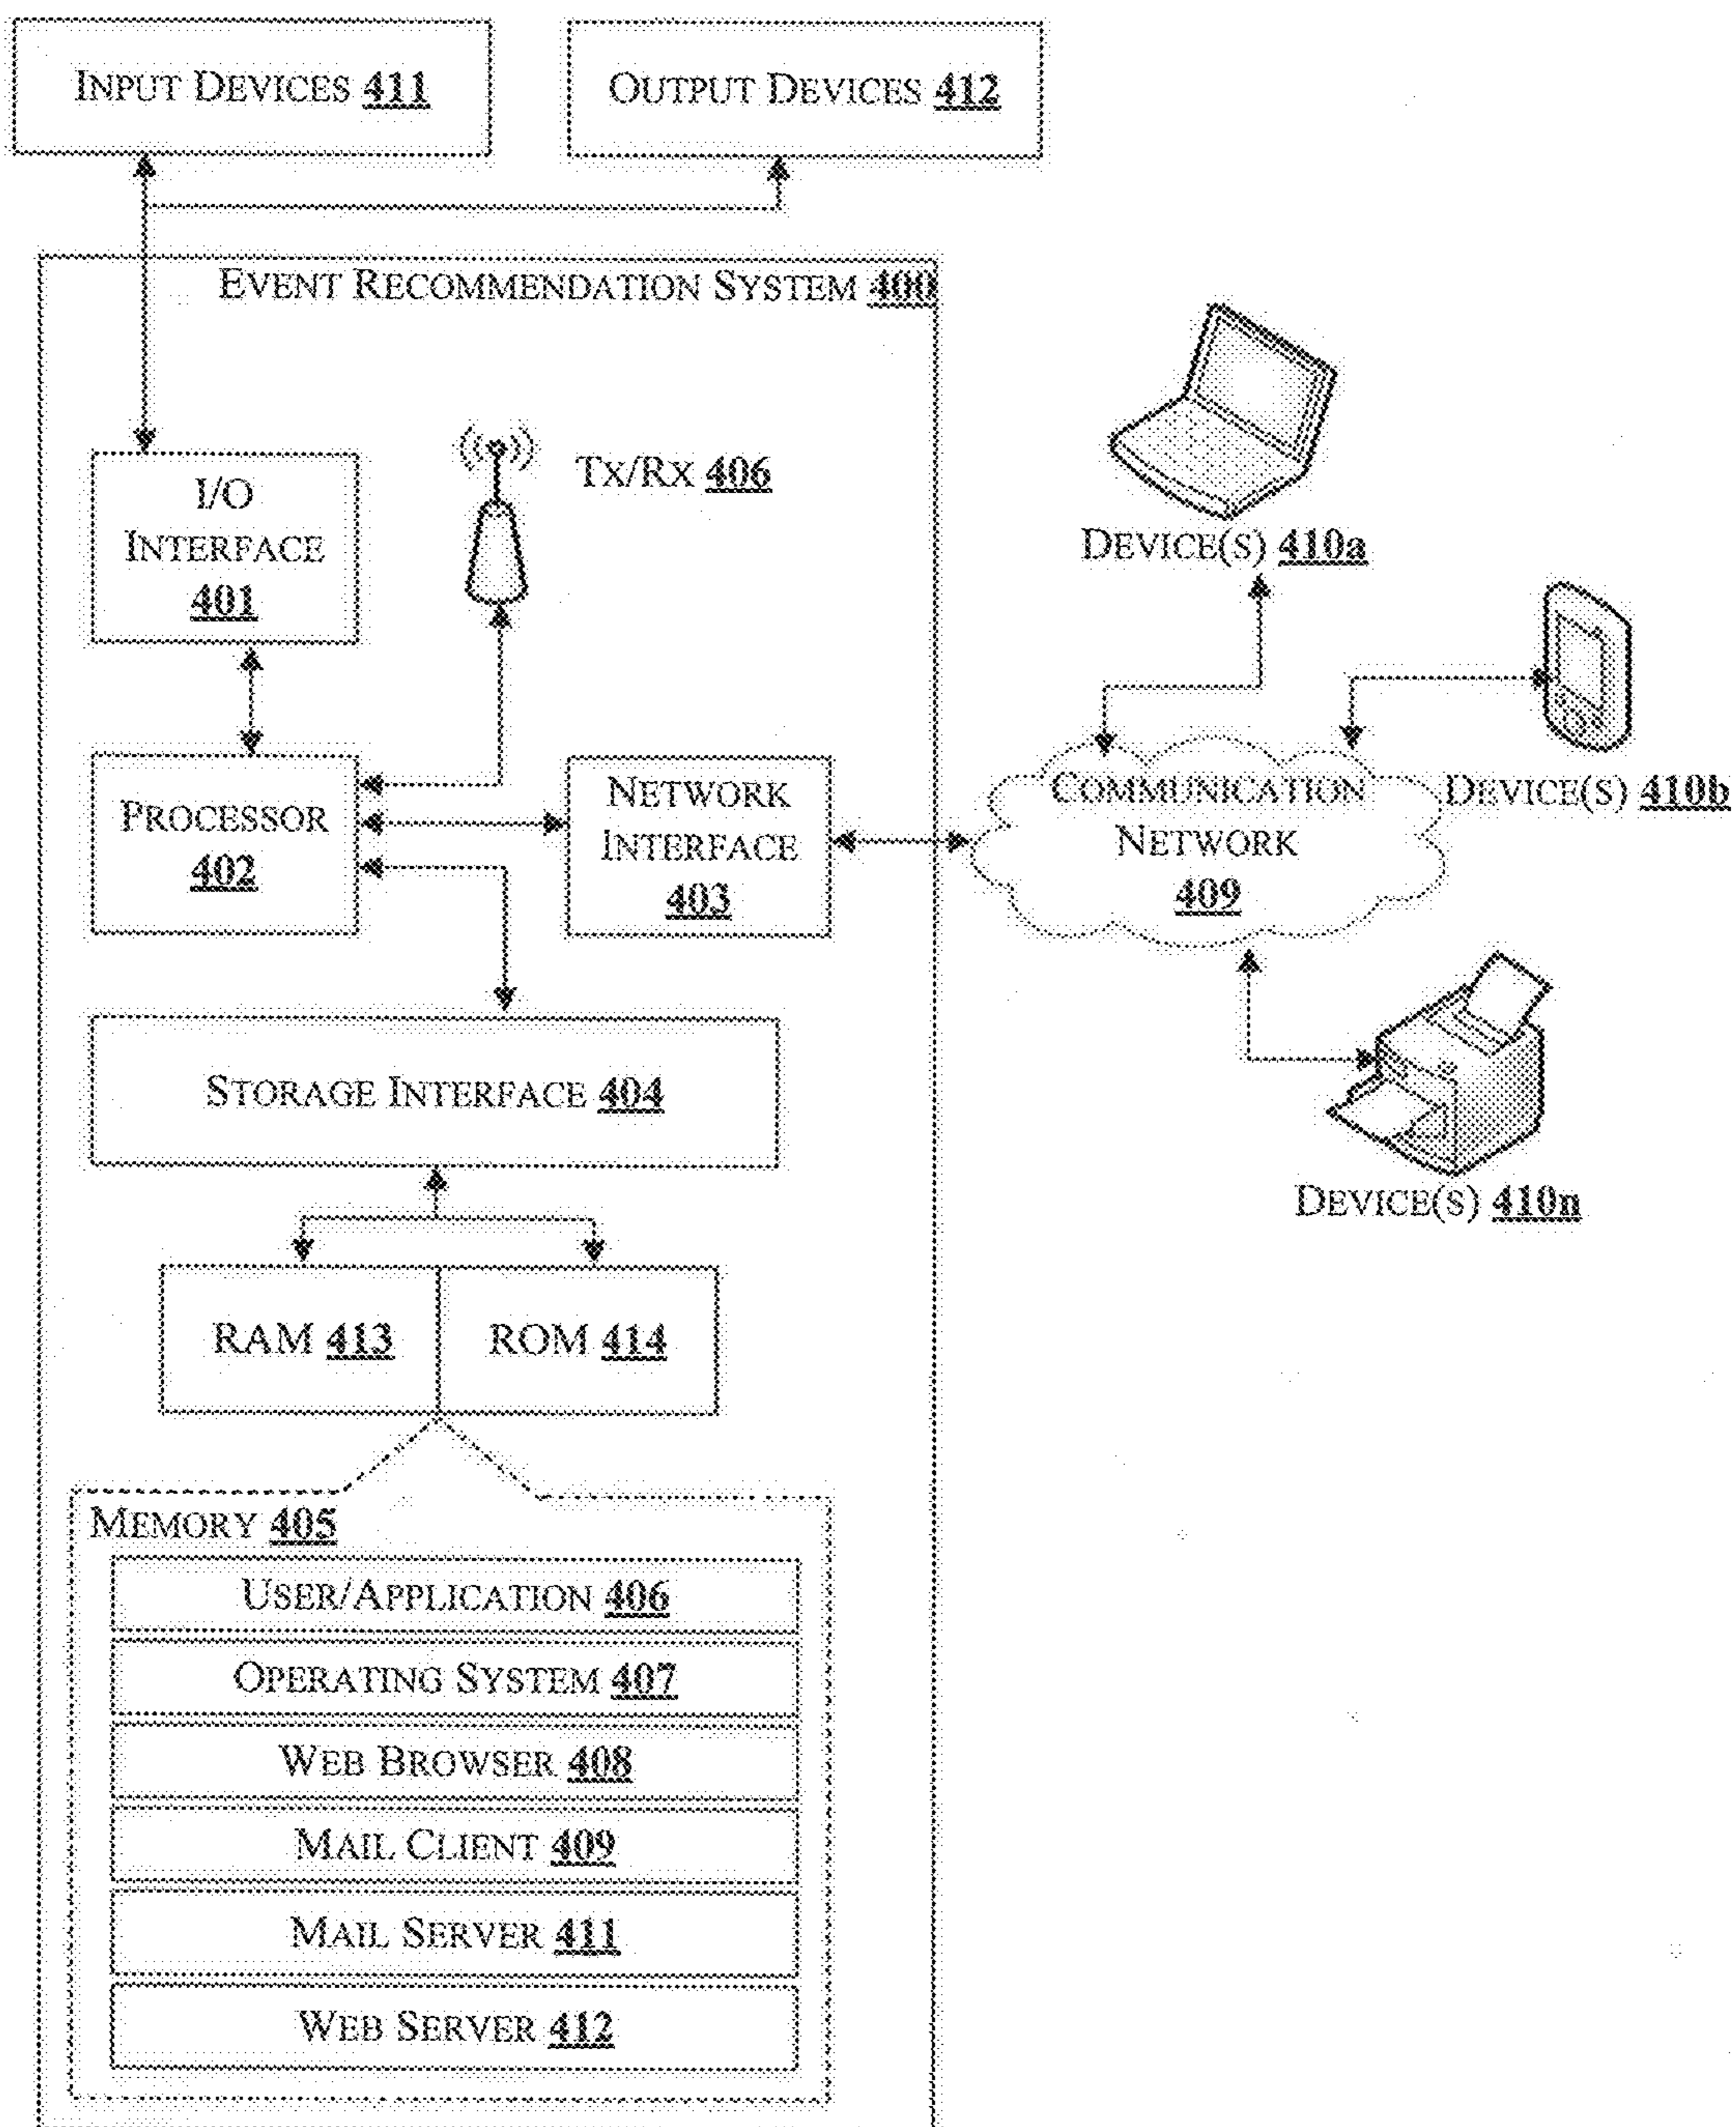 INPUT DEVICES 411
OUTPUT DEVICES 412
EVENT RECOMMENDATION SYSTEM 400
I/O
INTERFACE
401
TX/RX 406
DEVICE(S) 410a
PROCESSOR
402
NETWORK
INTERFACE
403
COMMUNICATION
NETWORK
409
DEVICE(S) 410b
STORAGE INTERFACE 404
DEVICE(S) 410n
RAM 413
ROM 414
MEMORY 405
USER/APPLICATION 406
OPERATING SYSTEM 407
WEB BROWSER 408
MAIL CLIENT 409
MAIL SERVER 411
WEB SERVER 412